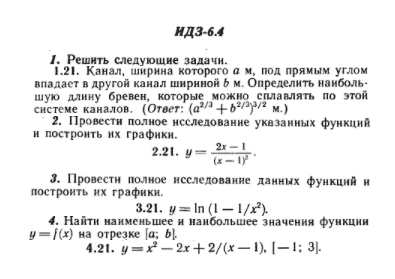 ИДЗ-6.4
1. Решить следующие задачи.
1.21. Канал, ширина которого a м, под прямым углом
впадает в другой канал шириной b м. Определить наиболь-
шую длину бревен, которые можно сплавлять по этой
системе каналов. (Ответ: (a^{2/3} + b^{2/3})^{3/2} м.)
2. Провести полное исследование указанных функций
и построить их графики.
2.21. y = (2x − 1)/(x − 1)².
3. Провести полное исследование данных функций и
построить их графики.
3.21. y = ln (1 − 1/x²).
4. Найти наименьшее и наибольшее значения функции
y = f(x) на отрезке [a; b].
4.21. y = x² − 2x + 2/(x − 1), [−1; 3].